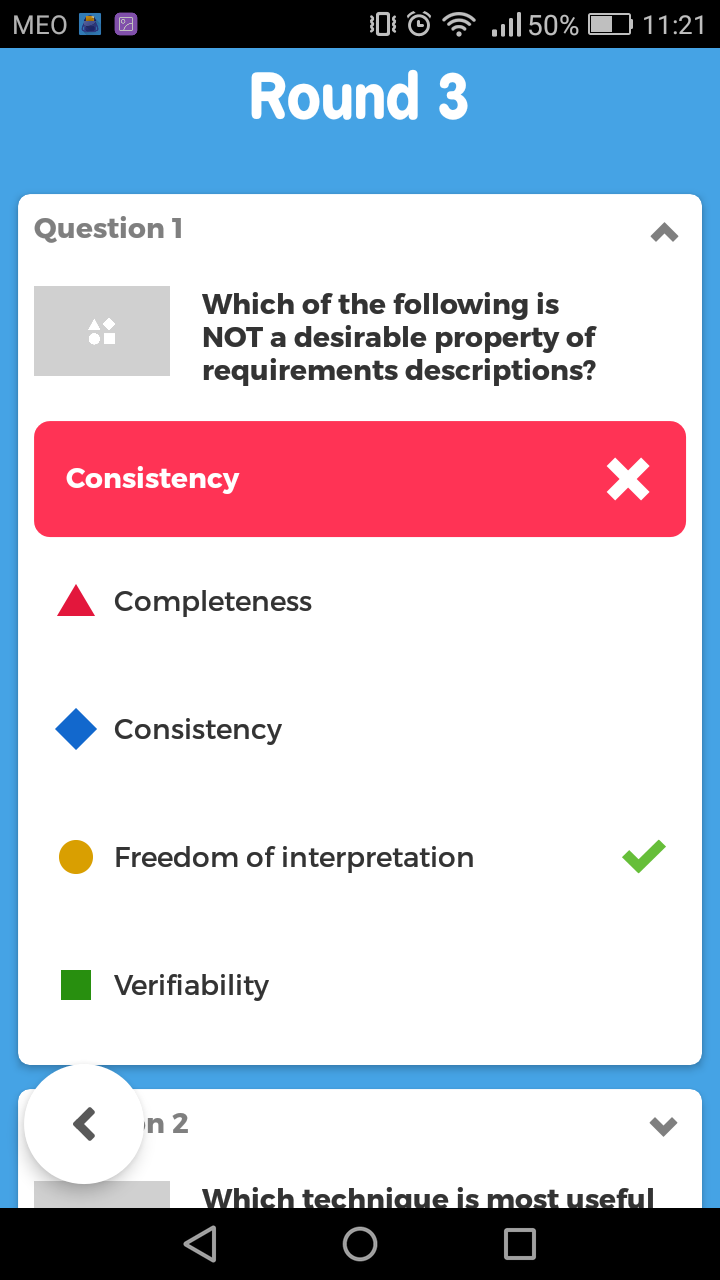 MEO 50% 11:21
Round 3
Question 1
Which of the following is
NOT a desirable property of
requirements descriptions?
Consistency
Completeness
Consistency
Freedom of interpretation
Verifiability
n 2
Which technique is most useful